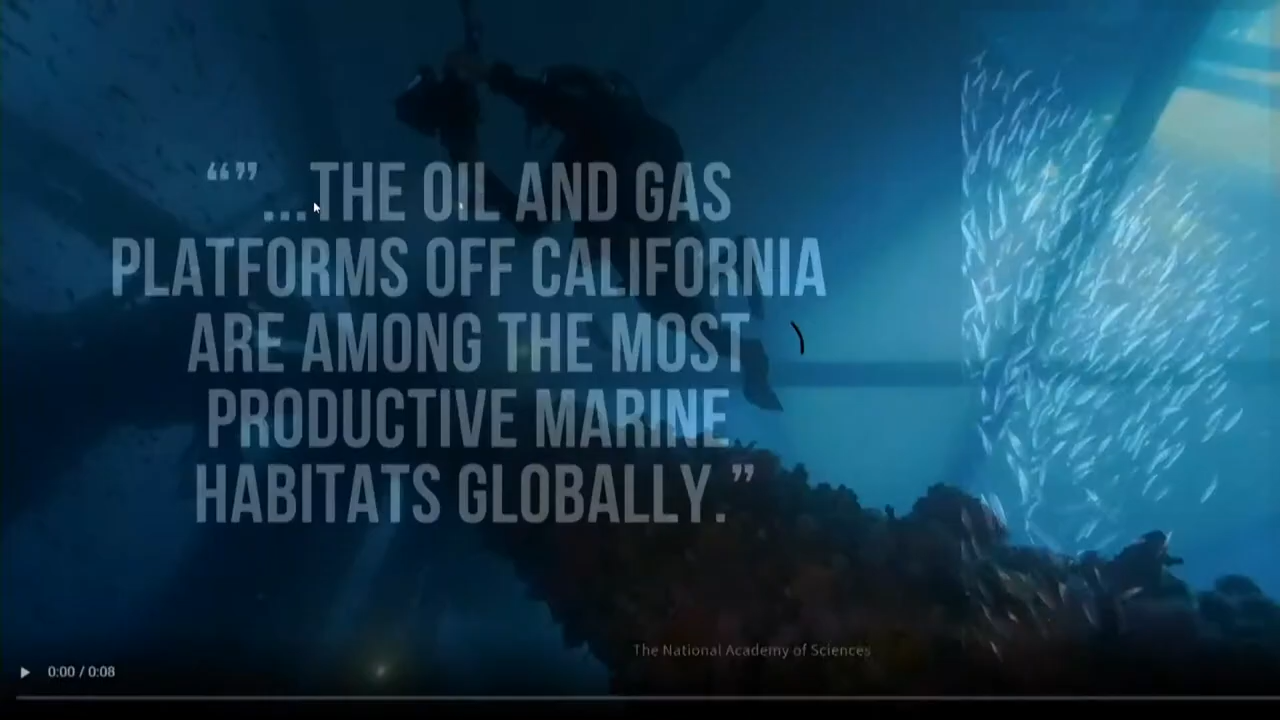 “” ...THE OIL AND GAS
PLATFORMS OFF CALIFORNIA
ARE AMONG THE MOST
PRODUCTIVE MARINE
HABITATS GLOBALLY.”
The National Academy of Sciences
0:00 / 0:08